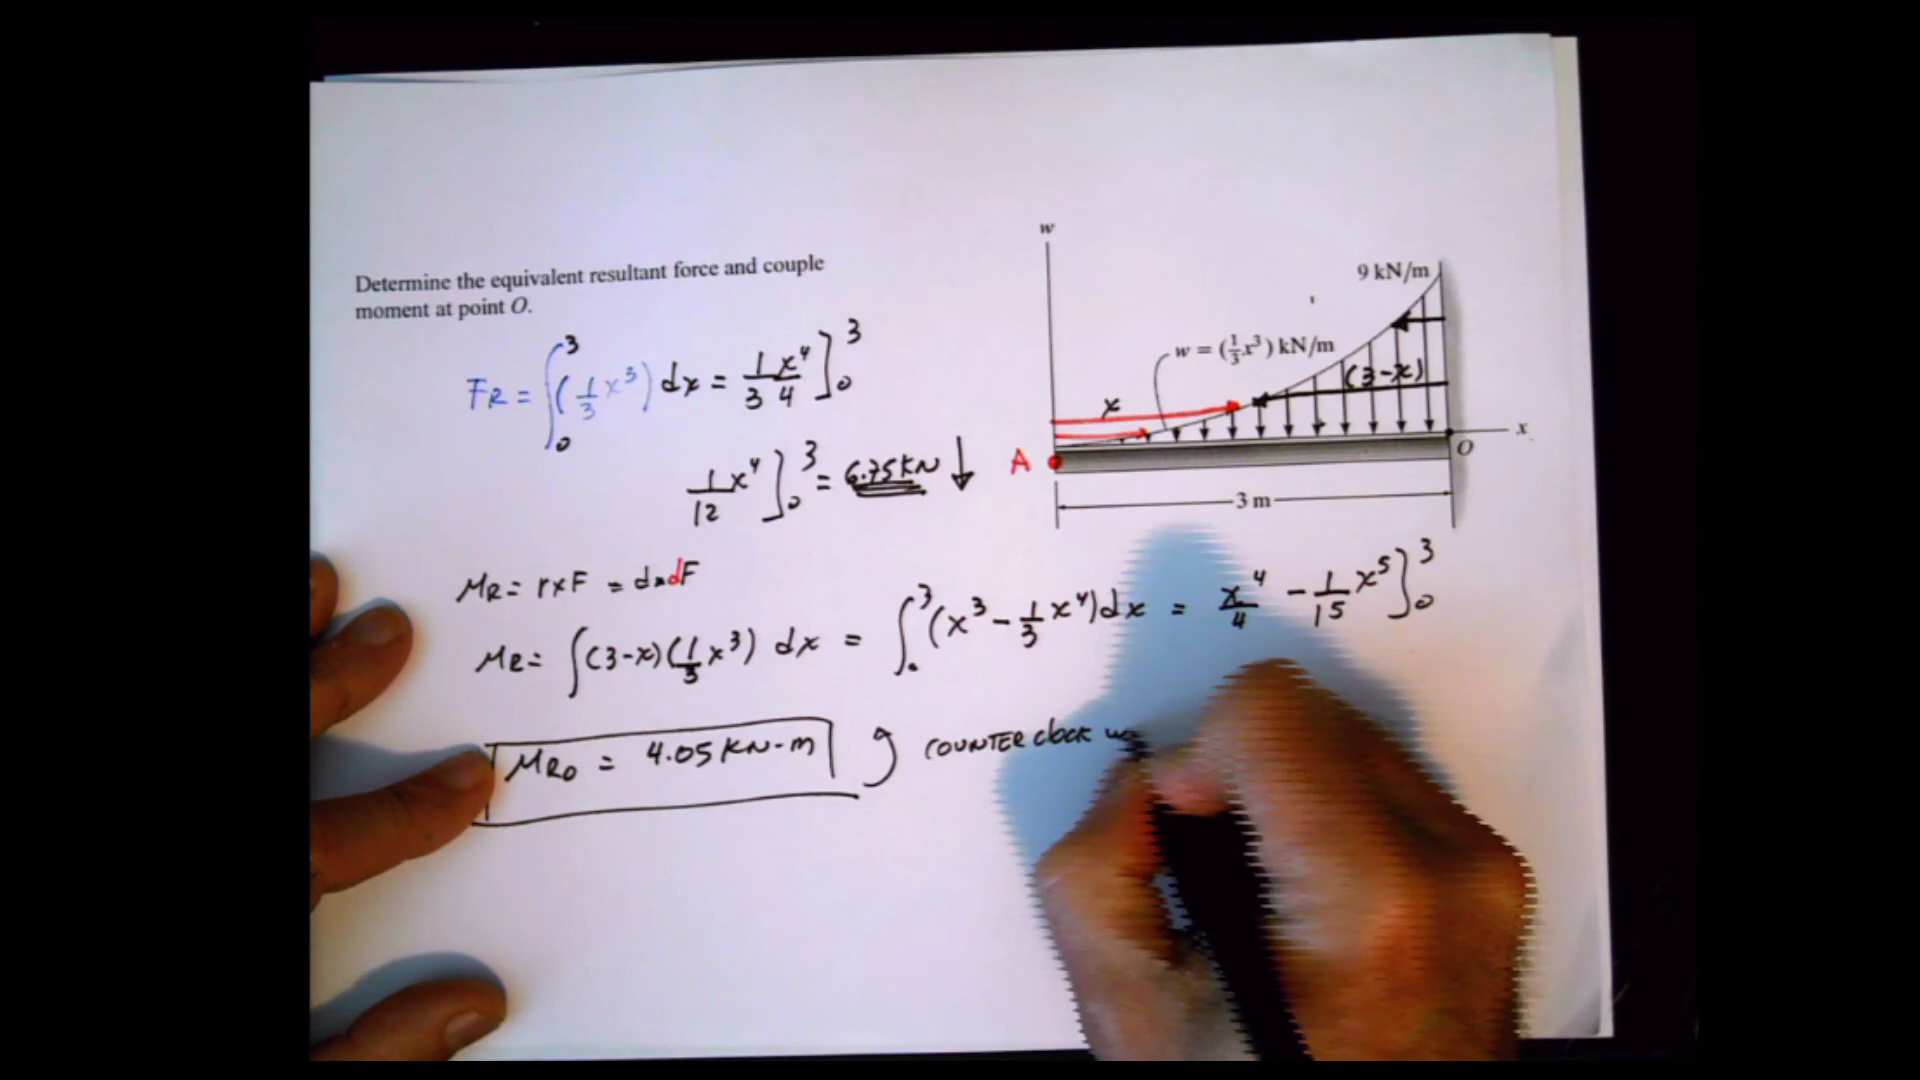 w
9 kN/m
Determine the equivalent resultant force and couple
moment at point O.
w = (1/3 x³) kN/m
(3-x)
FR = ∫₀³ (1/3 x³) dx = 1/3 x⁴/4 ]₀³
x
x
O
A
1/12 x⁴ ]₀³ = 6.75 kN ↓
3 m
MR = r x F = d x dF
MR = ∫(3-x)(1/3 x³) dx = ∫₀³ (x³ - 1/3 x⁴) dx = x⁴/4 - 1/15 x⁵ ]₀³
MRO = 4.05 KN-m COUNTER clock